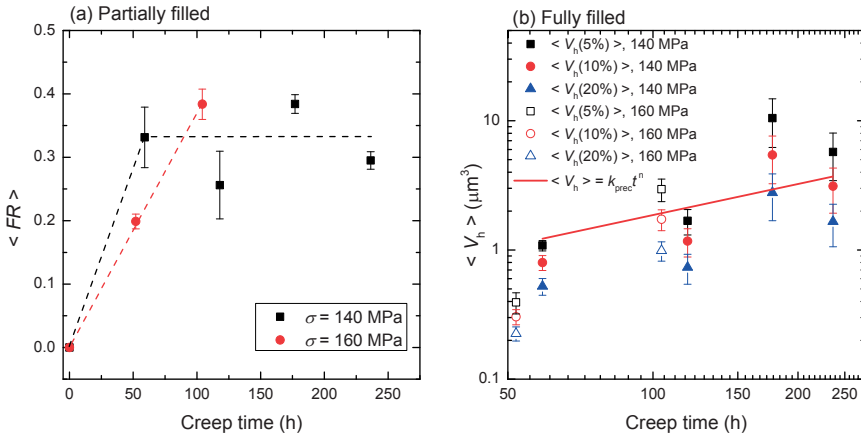 (a) Partially filled
0.5
0.4
0.3
0.2
0.1
0.0
< FR >
0 50 100 150 200 250
Creep time (h)
σ = 140 MPa
σ = 160 MPa
(b) Fully filled
< Vh(5%) >, 140 MPa
< Vh(10%) >, 140 MPa
< Vh(20%) >, 140 MPa
< Vh(5%) >, 160 MPa
< Vh(10%) >, 160 MPa
< Vh(20%) >, 160 MPa
< Vh > = kprec tⁿ
10
1
0.1
< Vh > (μm³)
50 100 150 200 250
Creep time (h)